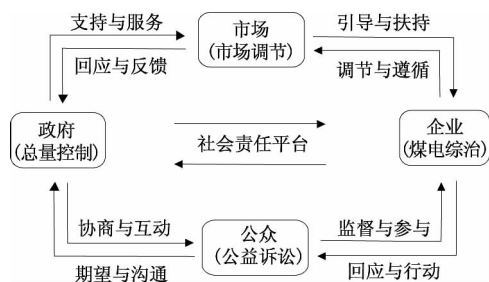 支持与服务
市场
(市场调节)
引导与扶持
回应与反馈
调节与遵循
政府
(总量控制)
社会责任平台
企业
(煤电综治)
协商与互动
公众
(公益诉讼)
监督与参与
期望与沟通
回应与行动